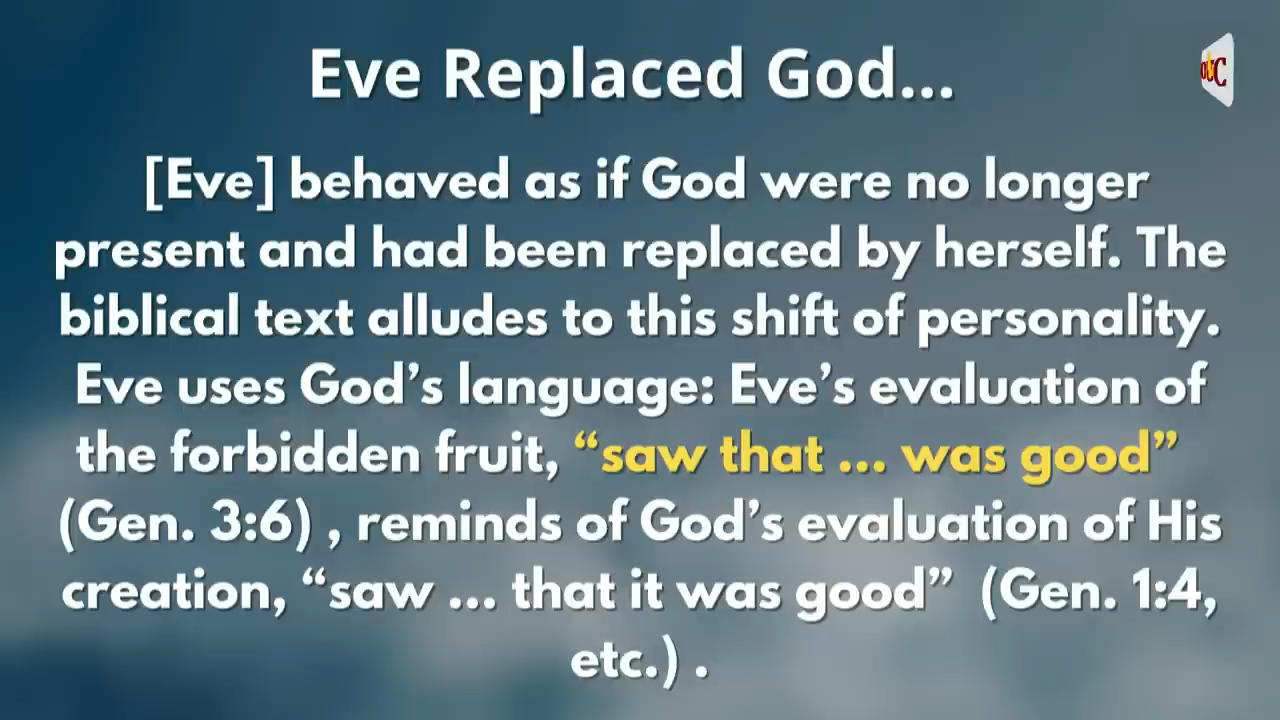 Eve Replaced God...
[Eve] behaved as if God were no longer
present and had been replaced by herself. The
biblical text alludes to this shift of personality.
Eve uses God’s language: Eve’s evaluation of
the forbidden fruit, “saw that ... was good”
(Gen. 3:6) , reminds of God’s evaluation of His
creation, “saw ... that it was good” (Gen. 1:4,
etc.) .